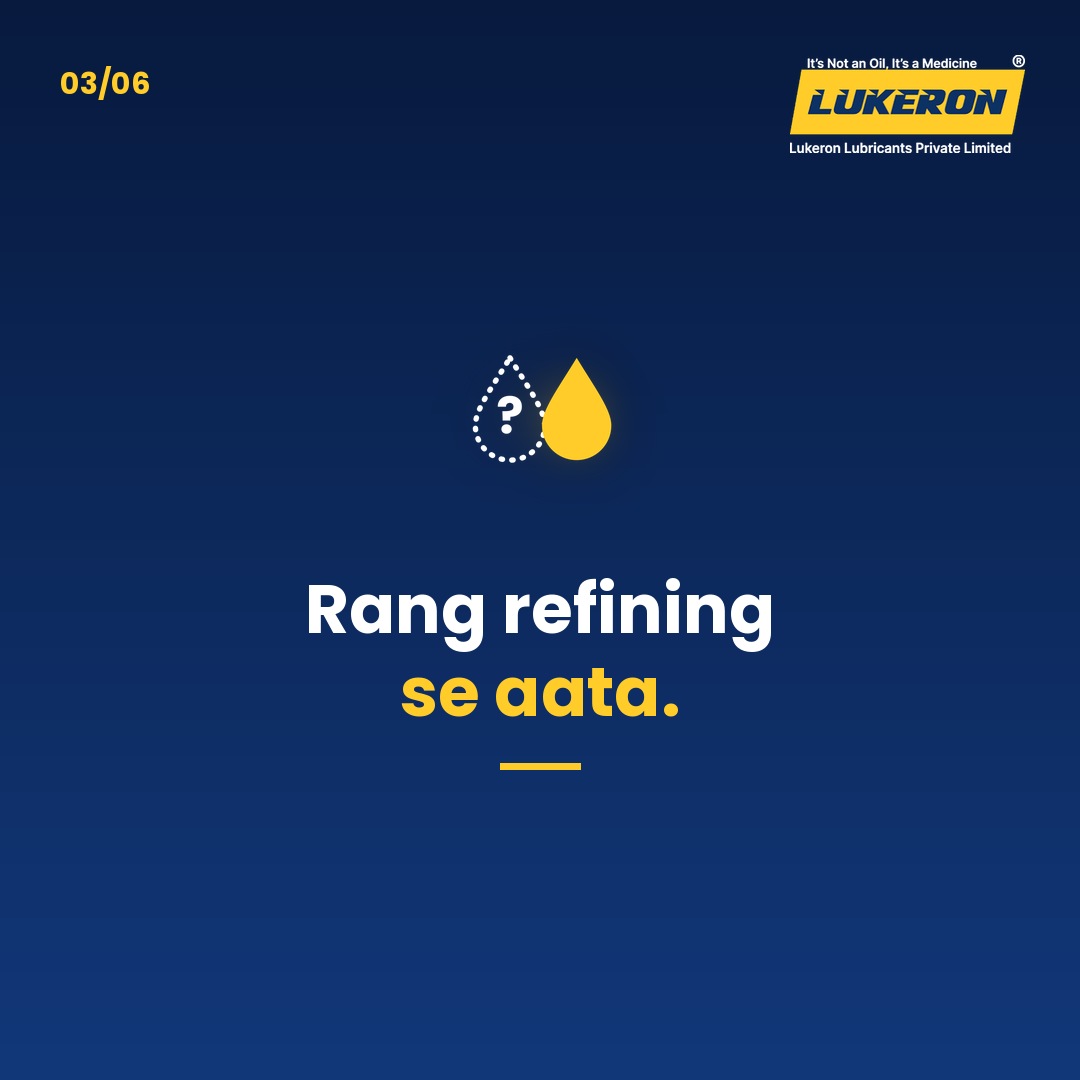 03/06
It's Not an Oil, It's a Medicine
®
LUKERON
Lukeron Lubricants Private Limited
?
Rang refining
se aata.